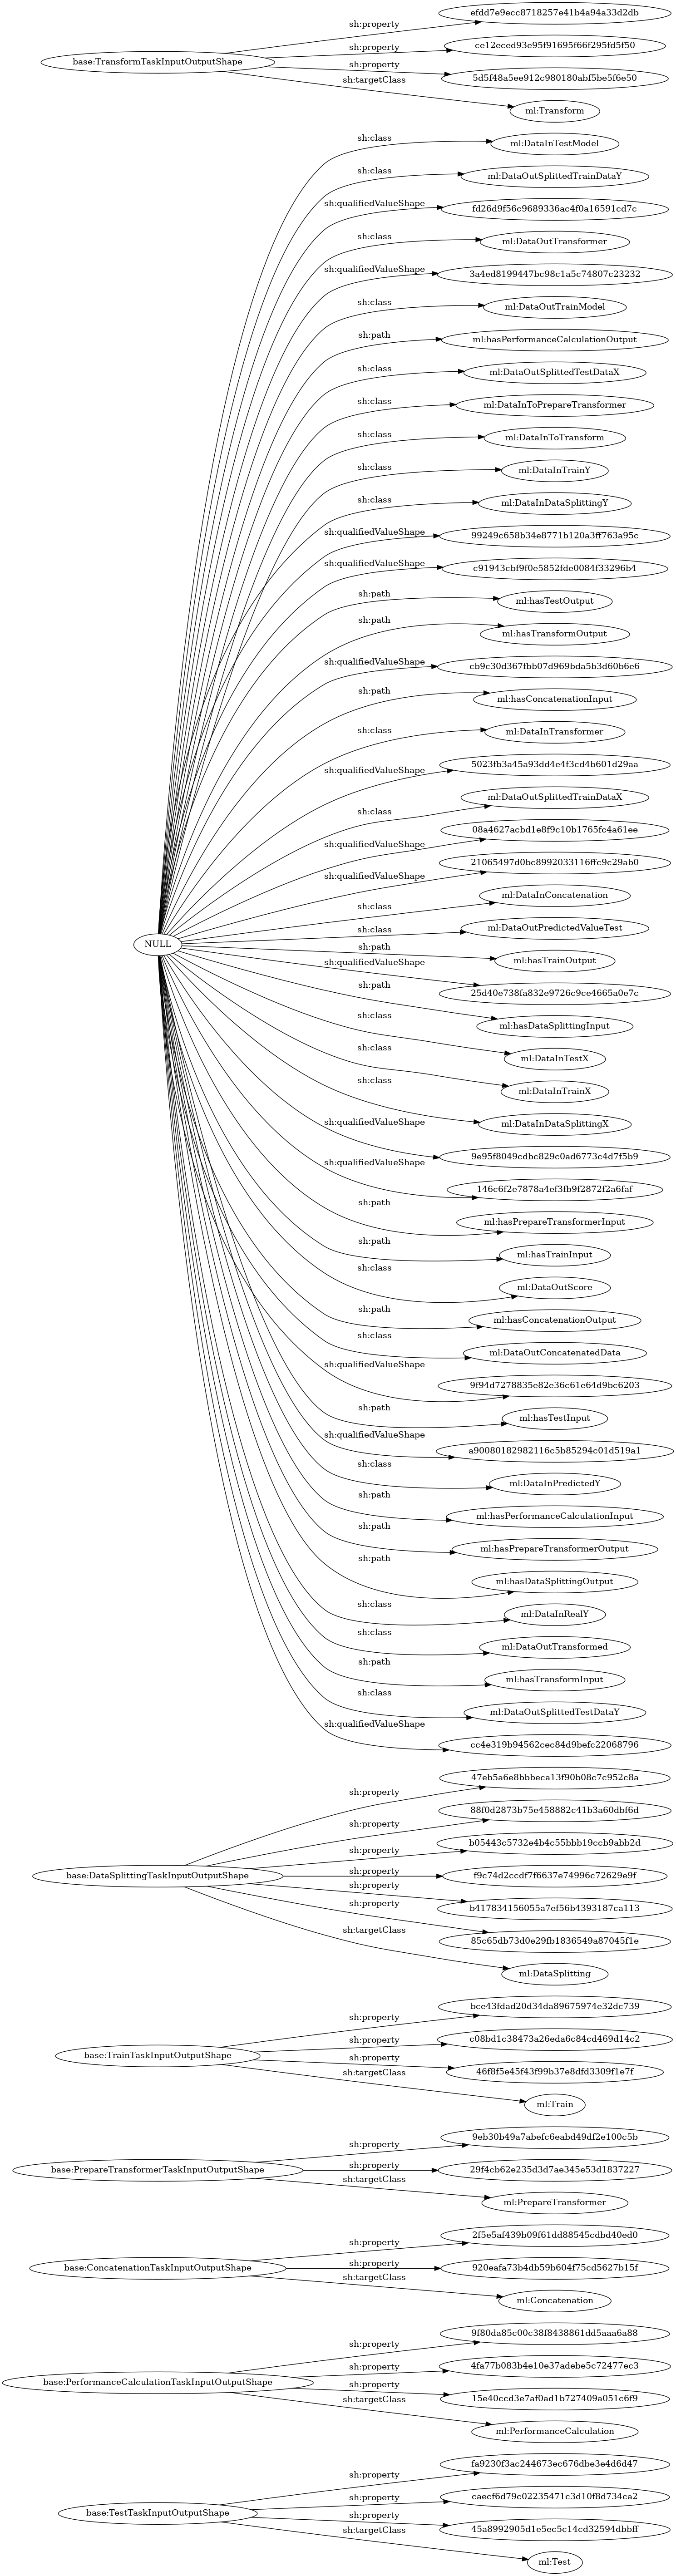 sh:property
efdd7e9ecc8718257e41b4a94a33d2db
sh:property
ce12eced93e95f91695f66f295fd5f50
base:TransformTaskInputOutputShape
sh:property
5d5f48a5ee912c980180abf5be5f6e50
sh:targetClass
ml:Transform
sh:class
ml:DataInTestModel
sh:class
ml:DataOutSplittedTrainDataY
sh:qualifiedValueShape
fd26d9f56c9689336ac4f0a16591cd7c
sh:class
ml:DataOutTransformer
sh:qualifiedValueShape
3a4ed8199447bc98c1a5c74807c23232
sh:class
ml:DataOutTrainModel
sh:path
ml:hasPerformanceCalculationOutput
sh:class
ml:DataOutSplittedTestDataX
sh:class
ml:DataInToPrepareTransformer
sh:class
ml:DataInToTransform
sh:class
ml:DataInTrainY
sh:class
ml:DataInDataSplittingY
sh:qualifiedValueShape
99249c658b34e8771b120a3ff763a95c
sh:qualifiedValueShape
c91943cbf9f0e5852fde0084f33296b4
sh:path
ml:hasTestOutput
sh:path
ml:hasTransformOutput
sh:qualifiedValueShape
cb9c30d367fbb07d969bda5b3d60b6e6
sh:path
ml:hasConcatenationInput
sh:class
ml:DataInTransformer
sh:qualifiedValueShape
5023fb3a45a93dd4e4f3cd4b601d29aa
sh:class
ml:DataOutSplittedTrainDataX
sh:qualifiedValueShape
08a4627acbd1e8f9c10b1765fc4a61ee
sh:qualifiedValueShape
21065497d0bc8992033116ffc9c29ab0
sh:class
ml:DataInConcatenation
sh:class
ml:DataOutPredictedValueTest
NULL
sh:path
ml:hasTrainOutput
sh:qualifiedValueShape
25d40e738fa832e9726c9ce4665a0e7c
sh:path
ml:hasDataSplittingInput
sh:class
ml:DataInTestX
sh:class
ml:DataInTrainX
sh:class
ml:DataInDataSplittingX
sh:qualifiedValueShape
9e95f8049cdbc829c0ad6773c4d7f5b9
sh:qualifiedValueShape
146c6f2e7878a4ef3fb9f2872f2a6faf
sh:path
ml:hasPrepareTransformerInput
sh:path
ml:hasTrainInput
sh:class
ml:DataOutScore
sh:path
ml:hasConcatenationOutput
sh:class
ml:DataOutConcatenatedData
sh:qualifiedValueShape
9f94d7278835e82e36c61e64d9bc6203
sh:path
ml:hasTestInput
sh:qualifiedValueShape
a90080182982116c5b85294c01d519a1
sh:class
ml:DataInPredictedY
sh:path
ml:hasPerformanceCalculationInput
sh:path
ml:hasPrepareTransformerOutput
sh:path
ml:hasDataSplittingOutput
sh:class
ml:DataInRealY
sh:class
ml:DataOutTransformed
sh:path
ml:hasTransformInput
sh:class
ml:DataOutSplittedTestDataY
sh:qualifiedValueShape
cc4e319b94562cec84d9befc22068796
sh:property
47eb5a6e8bbbeca13f90b08c7c952c8a
sh:property
88f0d2873b75e458882c41b3a60dbf6d
sh:property
b05443c5732e4b4c55bbb19ccb9abb2d
base:DataSplittingTaskInputOutputShape
sh:property
f9c74d2ccdf7f6637e74996c72629e9f
sh:property
b417834156055a7ef56b4393187ca113
sh:property
85c65db73d0e29fb1836549a87045f1e
sh:targetClass
ml:DataSplitting
sh:property
bce43fdad20d34da89675974e32dc739
sh:property
c08bd1c38473a26eda6c84cd469d14c2
base:TrainTaskInputOutputShape
sh:property
46f8f5e45f43f99b37e8dfd3309f1e7f
sh:targetClass
ml:Train
sh:property
9eb30b49a7abefc6eabd49df2e100c5b
base:PrepareTransformerTaskInputOutputShape
sh:property
29f4cb62e235d3d7ae345e53d1837227
sh:targetClass
ml:PrepareTransformer
sh:property
2f5e5af439b09f61dd88545cdbd40ed0
base:ConcatenationTaskInputOutputShape
sh:property
920eafa73b4db59b604f75cd5627b15f
sh:targetClass
ml:Concatenation
sh:property
9f80da85c00c38f8438861dd5aaa6a88
sh:property
4fa77b083b4e10e37adebe5c72477ec3
base:PerformanceCalculationTaskInputOutputShape
sh:property
15e40ccd3e7af0ad1b727409a051c6f9
sh:targetClass
ml:PerformanceCalculation
sh:property
fa9230f3ac244673ec676dbe3e4d6d47
sh:property
caecf6d79c02235471c3d10f8d734ca2
base:TestTaskInputOutputShape
sh:property
45a8992905d1e5ec5c14cd32594dbbff
sh:targetClass
ml:Test